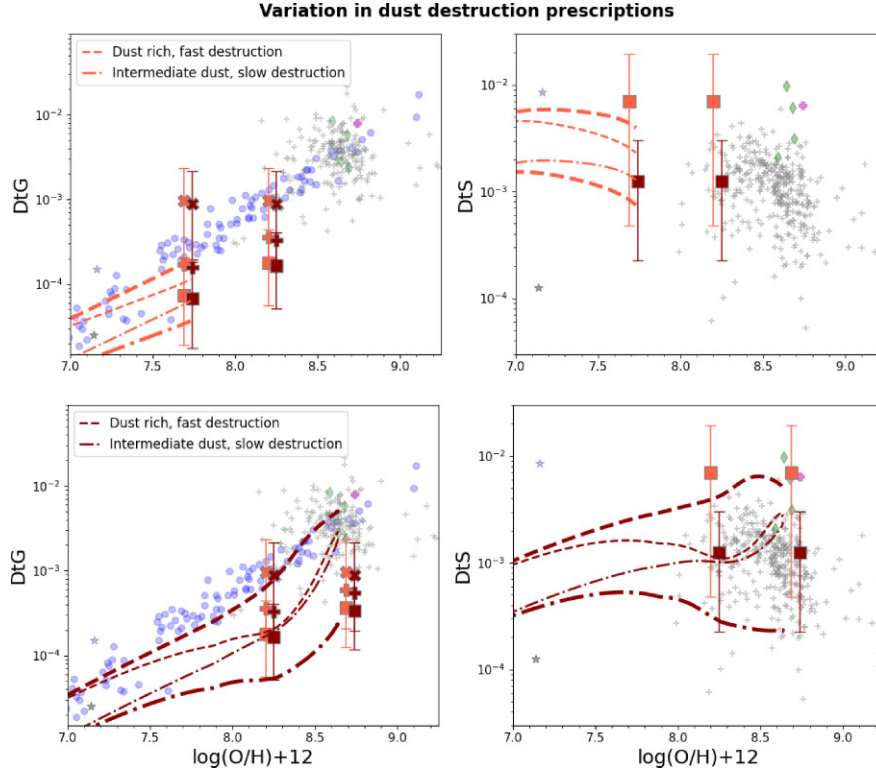 Variation in dust destruction prescriptions
Dust rich, fast destruction
Intermediate dust, slow destruction
DtG
10⁻²
10⁻³
10⁻⁴
7.0 7.5 8.0 8.5 9.0
DtS
10⁻²
10⁻³
10⁻⁴
7.0 7.5 8.0 8.5 9.0
Dust rich, fast destruction
Intermediate dust, slow destruction
DtG
10⁻²
10⁻³
10⁻⁴
7.0 7.5 8.0 8.5 9.0
log(O/H)+12
DtS
10⁻²
10⁻³
10⁻⁴
7.0 7.5 8.0 8.5 9.0
log(O/H)+12